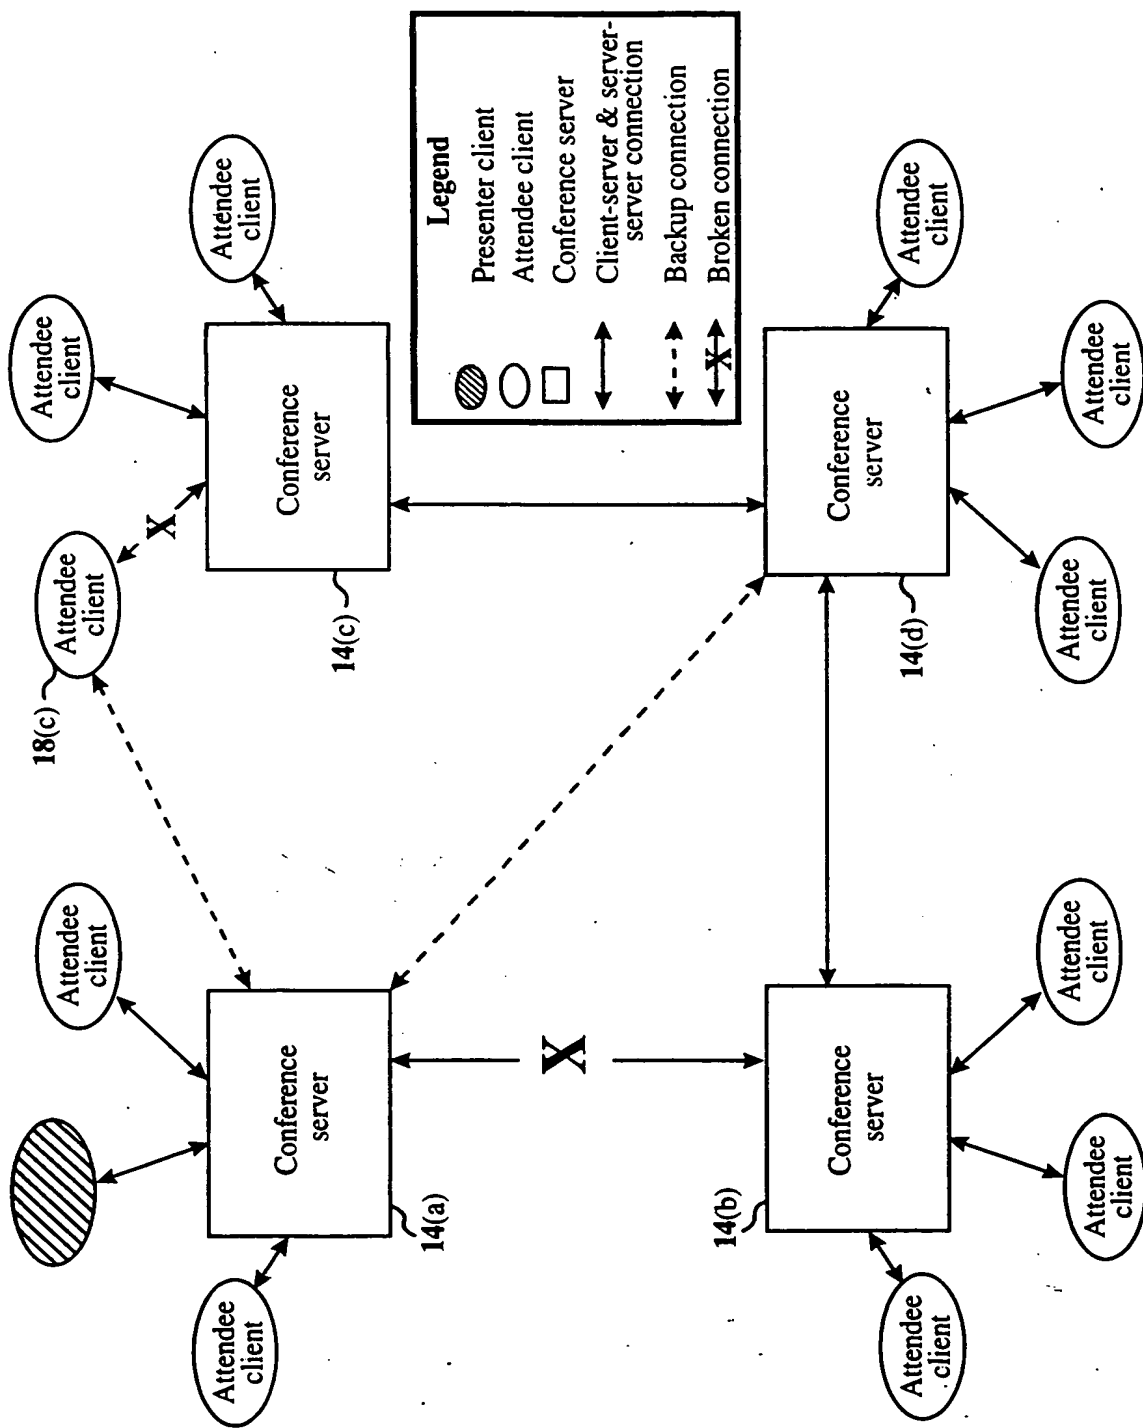 18(c)
Attendee
client
Attendee
client
Attendee
client
X
Attendee
client
Attendee
client
Conference
server
Conference
server
14(a)
14(c)
X
Legend
Presenter client
Attendee client
Conference server
Client-server & server-
server connection
Backup connection
X
Broken connection
14(b)
14(d)
Conference
server
Conference
server
Attendee
client
Attendee
client
Attendee
client
Attendee
client
Attendee
client
Attendee
client